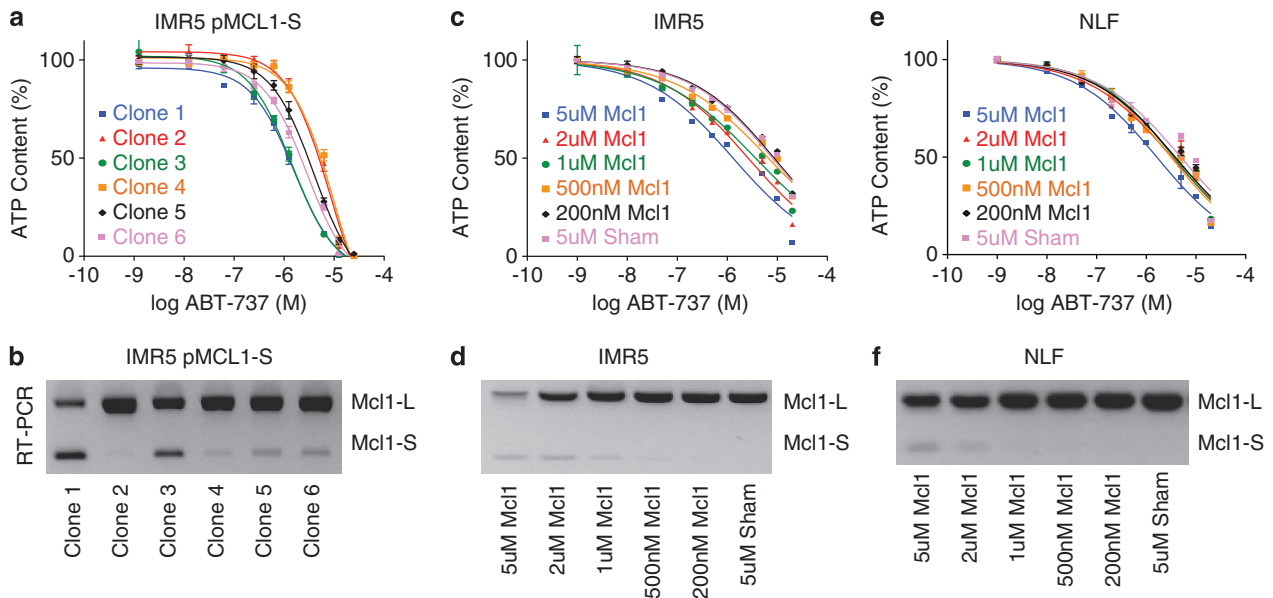 a
IMR5 pMCL1-S
ATP Content (%)
100
50
0
Clone 1
Clone 2
Clone 3
Clone 4
Clone 5
Clone 6
-10 -9 -8 -7 -6 -5 -4
log ABT-737 (M)
c
IMR5
ATP Content (%)
100
50
0
5uM Mcl1
2uM Mcl1
1uM Mcl1
500nM Mcl1
200nM Mcl1
5uM Sham
-10 -9 -8 -7 -6 -5 -4
log ABT-737 (M)
e
NLF
ATP Content (%)
100
50
0
5uM Mcl1
2uM Mcl1
1uM Mcl1
500nM Mcl1
200nM Mcl1
5uM Sham
-10 -9 -8 -7 -6 -5 -4
log ABT-737 (M)
b
IMR5 pMCL1-S
RT-PCR
Mcl1-L
Mcl1-S
Clone 1
Clone 2
Clone 3
Clone 4
Clone 5
Clone 6
d
IMR5
Mcl1-L
Mcl1-S
5uM Mcl1
2uM Mcl1
1uM Mcl1
500nM Mcl1
200nM Mcl1
5uM Sham
f
NLF
Mcl1-L
Mcl1-S
5uM Mcl1
2uM Mcl1
1uM Mcl1
500nM Mcl1
200nM Mcl1
5uM Sham